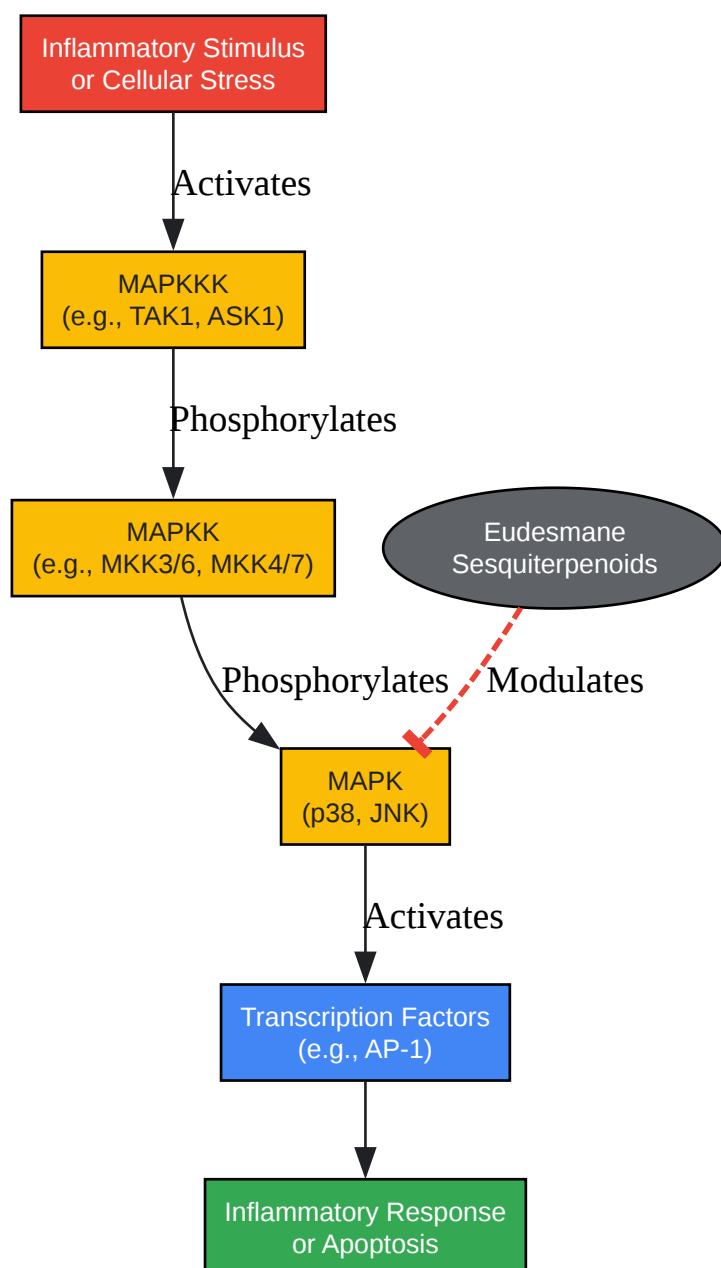 Inflammatory Stimulus
or Cellular Stress
Activates
MAPKKK
(e.g., TAK1, ASK1)
Phosphorylates
MAPKK
(e.g., MKK3/6, MKK4/7)
Eudesmane
Sesquiterpenoids
Phosphorylates
Modulates
MAPK
(p38, JNK)
Activates
Transcription Factors
(e.g., AP-1)
Inflammatory Response
or Apoptosis